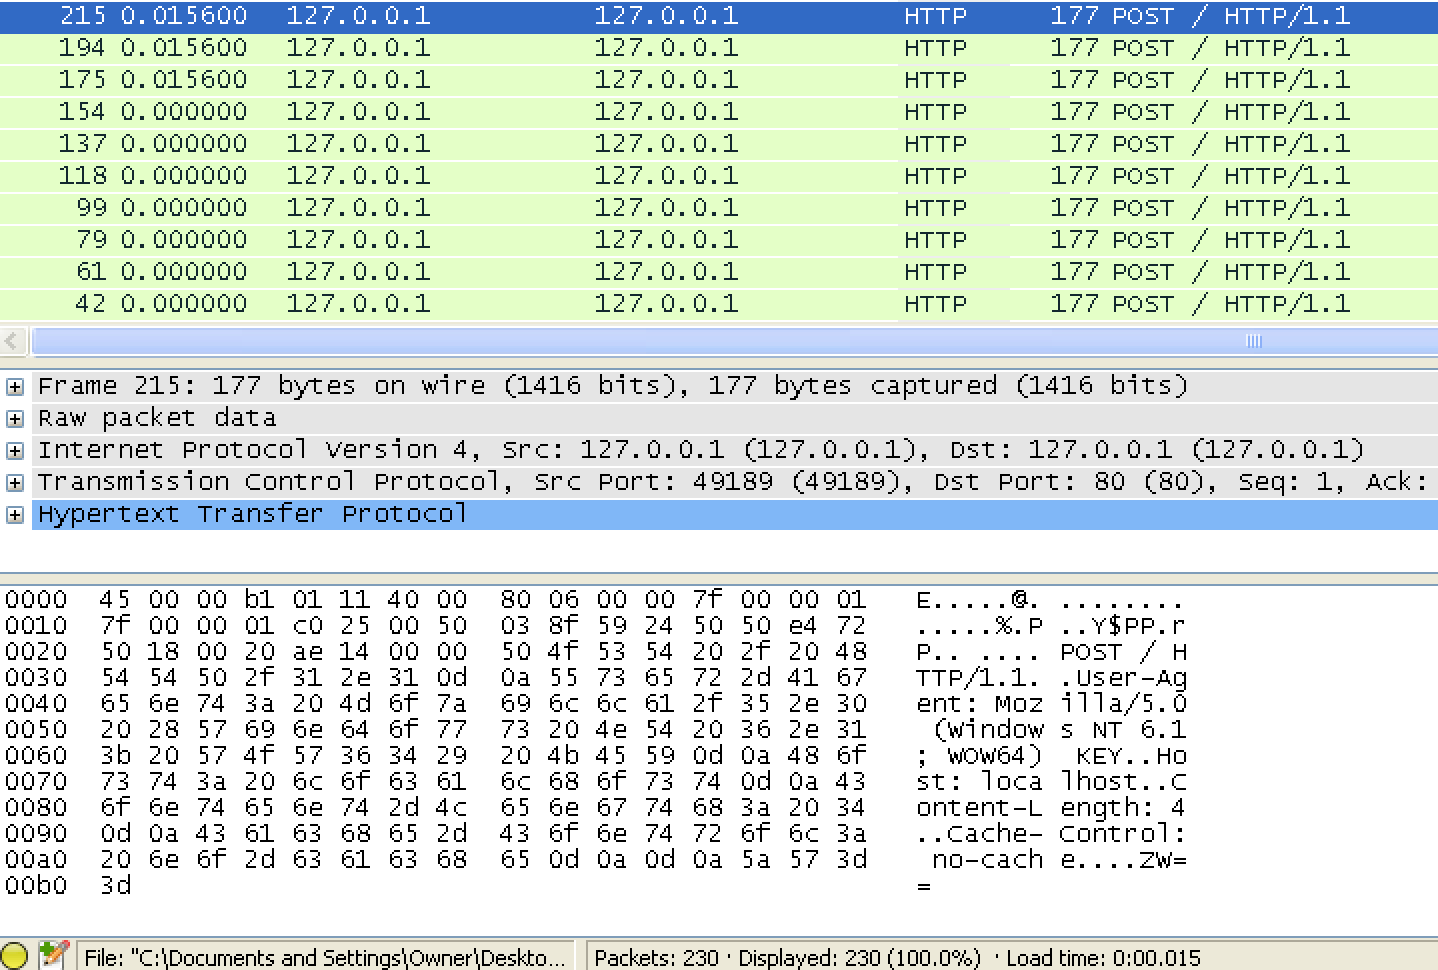 215 0.015600 127.0.0.1 127.0.0.1 HTTP 177 POST / HTTP/1.1
194 0.015600 127.0.0.1 127.0.0.1 HTTP 177 POST / HTTP/1.1
175 0.015600 127.0.0.1 127.0.0.1 HTTP 177 POST / HTTP/1.1
154 0.000000 127.0.0.1 127.0.0.1 HTTP 177 POST / HTTP/1.1
137 0.000000 127.0.0.1 127.0.0.1 HTTP 177 POST / HTTP/1.1
118 0.000000 127.0.0.1 127.0.0.1 HTTP 177 POST / HTTP/1.1
99 0.000000 127.0.0.1 127.0.0.1 HTTP 177 POST / HTTP/1.1
79 0.000000 127.0.0.1 127.0.0.1 HTTP 177 POST / HTTP/1.1
61 0.000000 127.0.0.1 127.0.0.1 HTTP 177 POST / HTTP/1.1
42 0.000000 127.0.0.1 127.0.0.1 HTTP 177 POST / HTTP/1.1
Frame 215: 177 bytes on wire (1416 bits), 177 bytes captured (1416 bits)
Raw packet data
Internet Protocol Version 4, Src: 127.0.0.1 (127.0.0.1), Dst: 127.0.0.1 (127.0.0.1)
Transmission Control Protocol, Src Port: 49189 (49189), Dst Port: 80 (80), Seq: 1, Ack:
Hypertext Transfer Protocol
0000 45 00 00 b1 01 11 40 00 80 06 00 00 7f 00 00 01 E.....@. ........
0010 7f 00 00 01 c0 25 00 50 03 8f 59 24 50 50 e4 72 .....%.P ..Y$PP.r
0020 50 18 00 20 ae 14 00 00 50 4f 53 54 20 2f 20 48 P.. .... POST / H
0030 54 54 50 2f 31 2e 31 0d 0a 55 73 65 72 2d 41 67 TTP/1.1. .User-Ag
0040 65 6e 74 3a 20 4d 6f 7a 69 6c 6c 61 2f 35 2e 30 ent: Moz illa/5.0
0050 20 28 57 69 6e 64 6f 77 73 20 4e 54 20 36 2e 31 (Window s NT 6.1
0060 3b 20 57 4f 57 36 34 29 20 4b 45 59 0d 0a 48 6f ; WOW64) KEY..Ho
0070 73 74 3a 20 6c 6f 63 61 6c 68 6f 73 74 0d 0a 43 st: loca lhost..C
0080 6f 6e 74 65 6e 74 2d 4c 65 6e 67 74 68 3a 20 34 ontent-L ength: 4
0090 0d 0a 43 61 63 68 65 2d 43 6f 6e 74 72 6f 6c 3a ..Cache- Control:
00a0 20 6e 6f 2d 63 61 63 68 65 0d 0a 0d 0a 5a 57 3d no-cach e....ZW=
00b0 3d =
File: "C:\Documents and Settings\Owner\Deskto... Packets: 230 · Displayed: 230 (100.0%) · Load time: 0:00.015